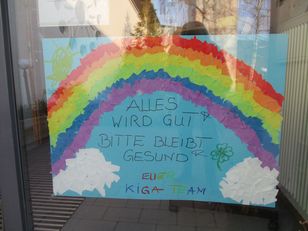 ALLES
WIRD GUT
BITTE BLEIBT
GESUND
EUER
KIGA TEAM